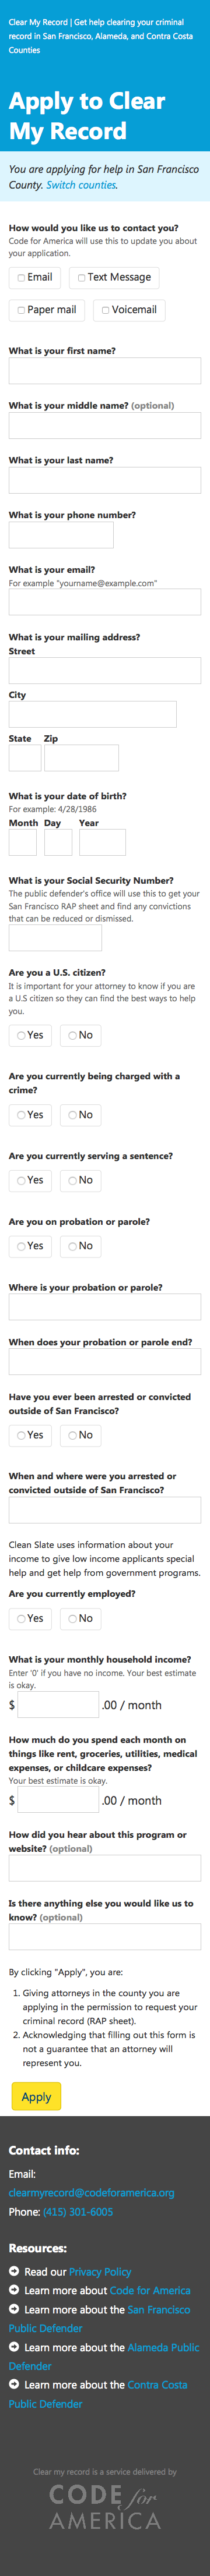 Clear My Record | Get help clearing your criminal
record in San Francisco, Alameda, and Contra Costa
Counties
Apply to Clear
My Record
You are applying for help in San Francisco
County. Switch counties.
How would you like us to contact you?
Code for America will use this to update you about
your application.
Email
Text Message
Paper mail
Voicemail
What is your first name?
What is your middle name? (optional)
What is your last name?
What is your phone number?
What is your email?
For example "yourname@example.com"
What is your mailing address?
Street
City
State Zip
What is your date of birth?
For example: 4/28/1986
Month Day Year
What is your Social Security Number?
The public defender's office will use this to get your
San Francisco RAP sheet and find any convictions
that can be reduced or dismissed.
Are you a U.S. citizen?
It is important for your attorney to know if you are
a U.S citizen so they can find the best ways to help
you.
Yes No
Are you currently being charged with a
crime?
Yes No
Are you currently serving a sentence?
Yes No
Are you on probation or parole?
Yes No
Where is your probation or parole?
When does your probation or parole end?
Have you ever been arrested or convicted
outside of San Francisco?
Yes No
When and where were you arrested or
convicted outside of San Francisco?
Clean Slate uses information about your
income to give low income applicants special
help and get help from government programs.
Are you currently employed?
Yes No
What is your monthly household income?
Enter '0' if you have no income. Your best estimate
is okay.
$ .00 / month
How much do you spend each month on
things like rent, groceries, utilities, medical
expenses, or childcare expenses?
Your best estimate is okay.
$ .00 / month
How did you hear about this program or
website? (optional)
Is there anything else you would like us to
know? (optional)
By clicking "Apply", you are:
1. Giving attorneys in the county you are
applying in the permission to request your
criminal record (RAP sheet).
2. Acknowledging that filling out this form is
not a guarantee that an attorney will
represent you.
Apply
Contact info:
Email:
clearmyrecord@codeforamerica.org
Phone: (415) 301-6005
Resources:
Read our Privacy Policy
Learn more about Code for America
Learn more about the San Francisco
Public Defender
Learn more about the Alameda Public
Defender
Learn more about the Contra Costa
Public Defender
Clear my record is a service delivered by
CODE for
AMERICA